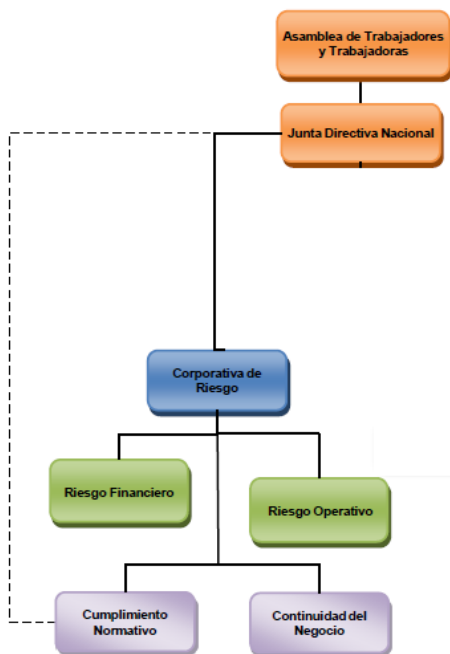 Asamblea de Trabajadores
y Trabajadoras
Junta Directiva Nacional
Corporativa de
Riesgo
Riesgo Financiero
Riesgo Operativo
Cumplimiento
Normativo
Continuidad del
Negocio